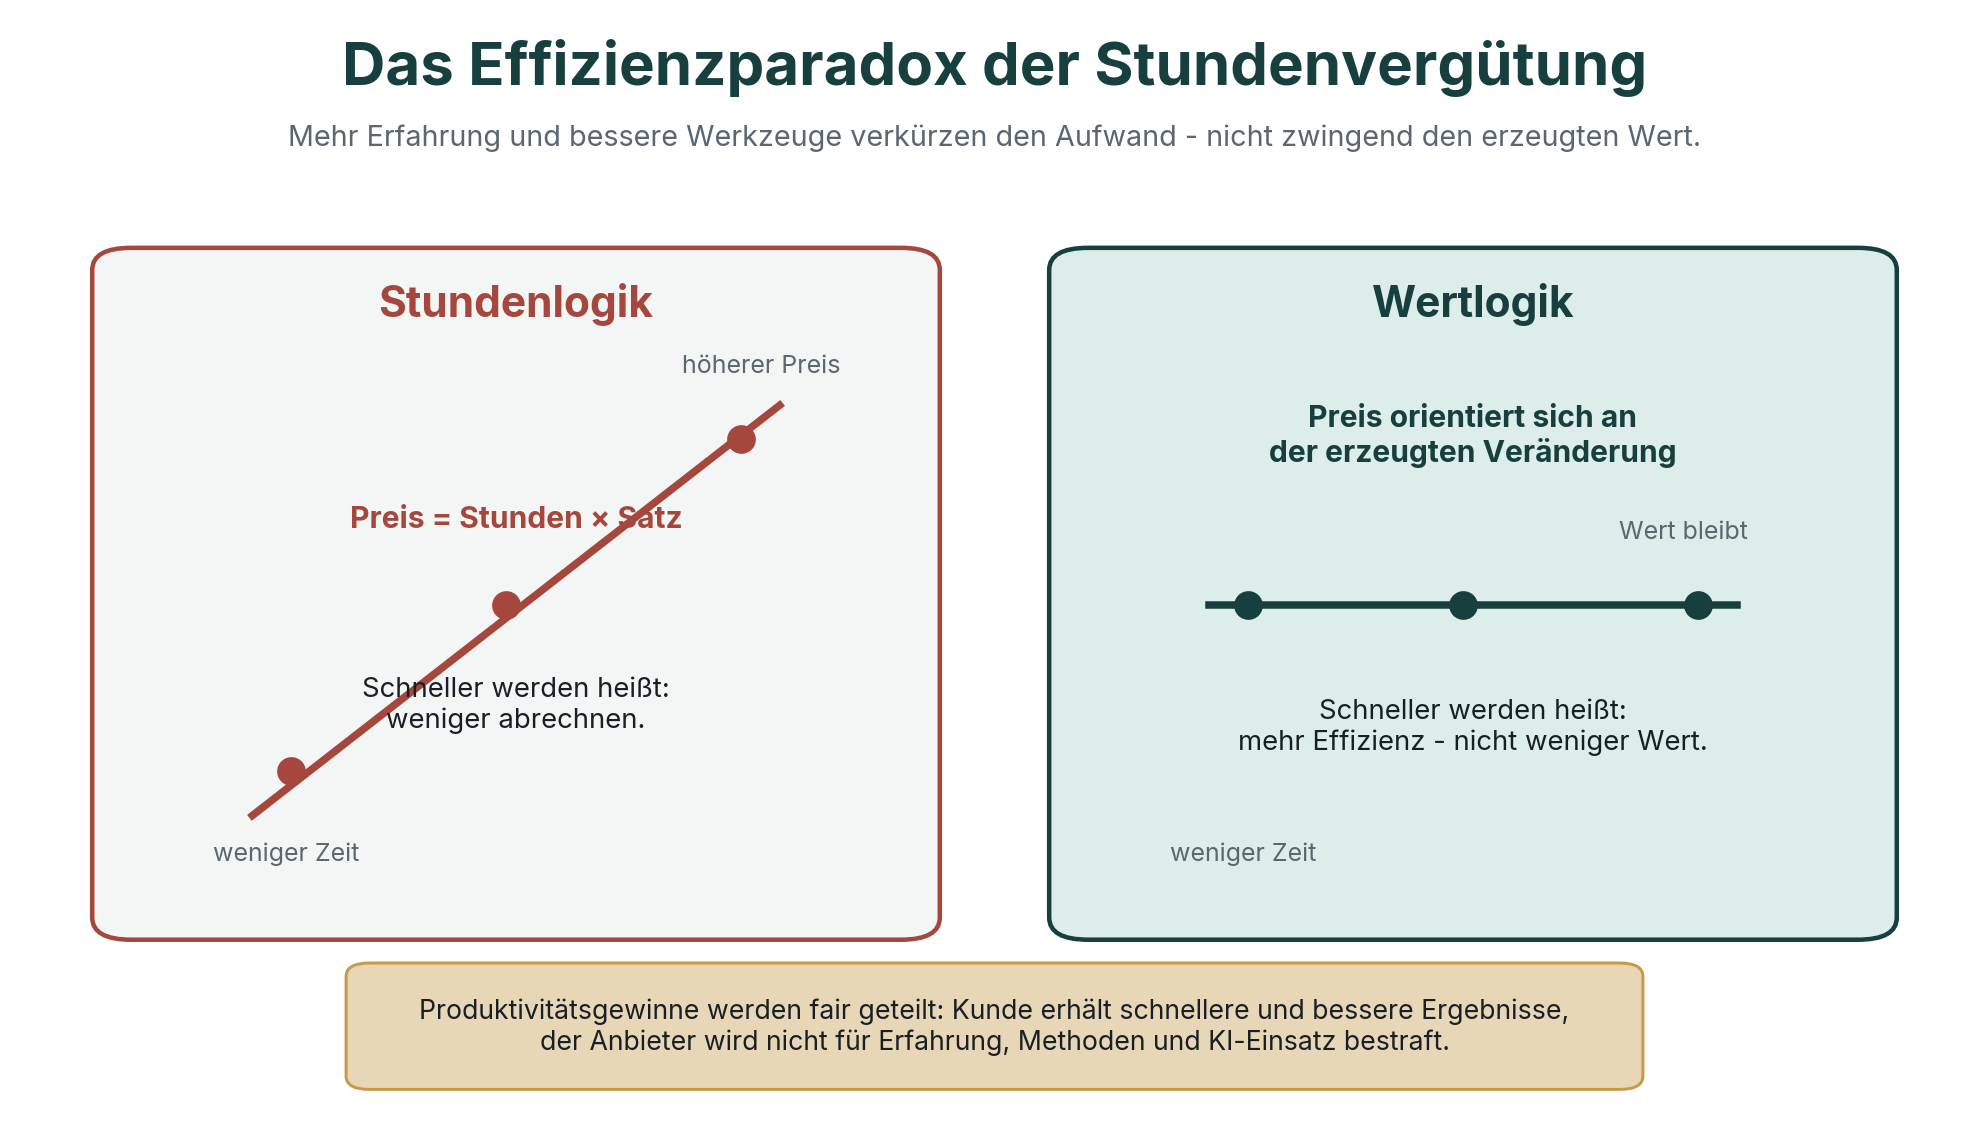 Das Effizienzparadox der Stundenvergütung
Mehr Erfahrung und bessere Werkzeuge verkürzen den Aufwand - nicht zwingend den erzeugten Wert.
Stundenlogik
höherer Preis
Preis = Stunden × Satz
Schneller werden heißt:
weniger abrechnen.
weniger Zeit
Wertlogik
Preis orientiert sich an
der erzeugten Veränderung
Wert bleibt
Schneller werden heißt:
mehr Effizienz - nicht weniger Wert.
weniger Zeit
Produktivitätsgewinne werden fair geteilt: Kunde erhält schnellere und bessere Ergebnisse,
der Anbieter wird nicht für Erfahrung, Methoden und KI-Einsatz bestraft.